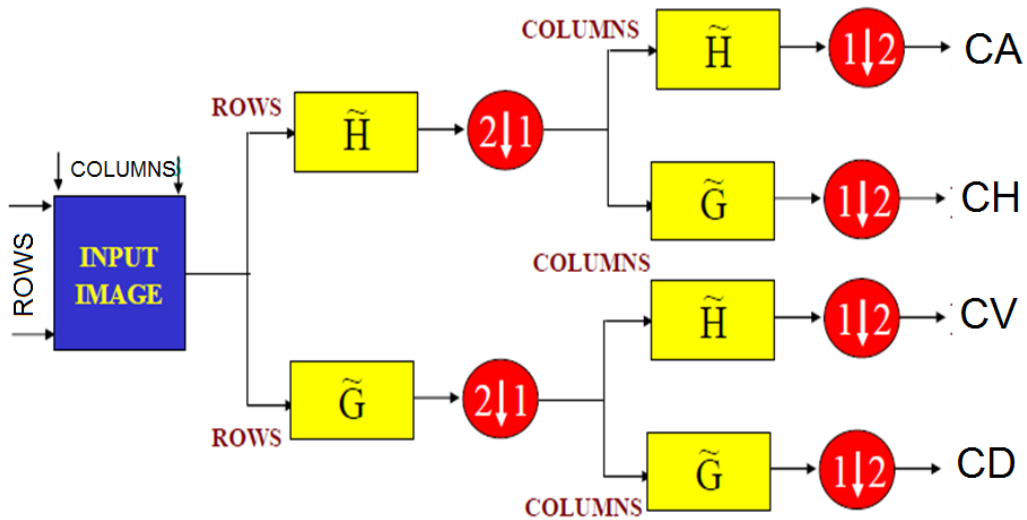 COLUMNS
ROWS
INPUT
IMAGE
ROWS
H̃
2↓1
COLUMNS
H̃
1↓2
CA
G̃
1↓2
CH
COLUMNS
H̃
1↓2
CV
ROWS
G̃
2↓1
G̃
1↓2
CD
COLUMNS